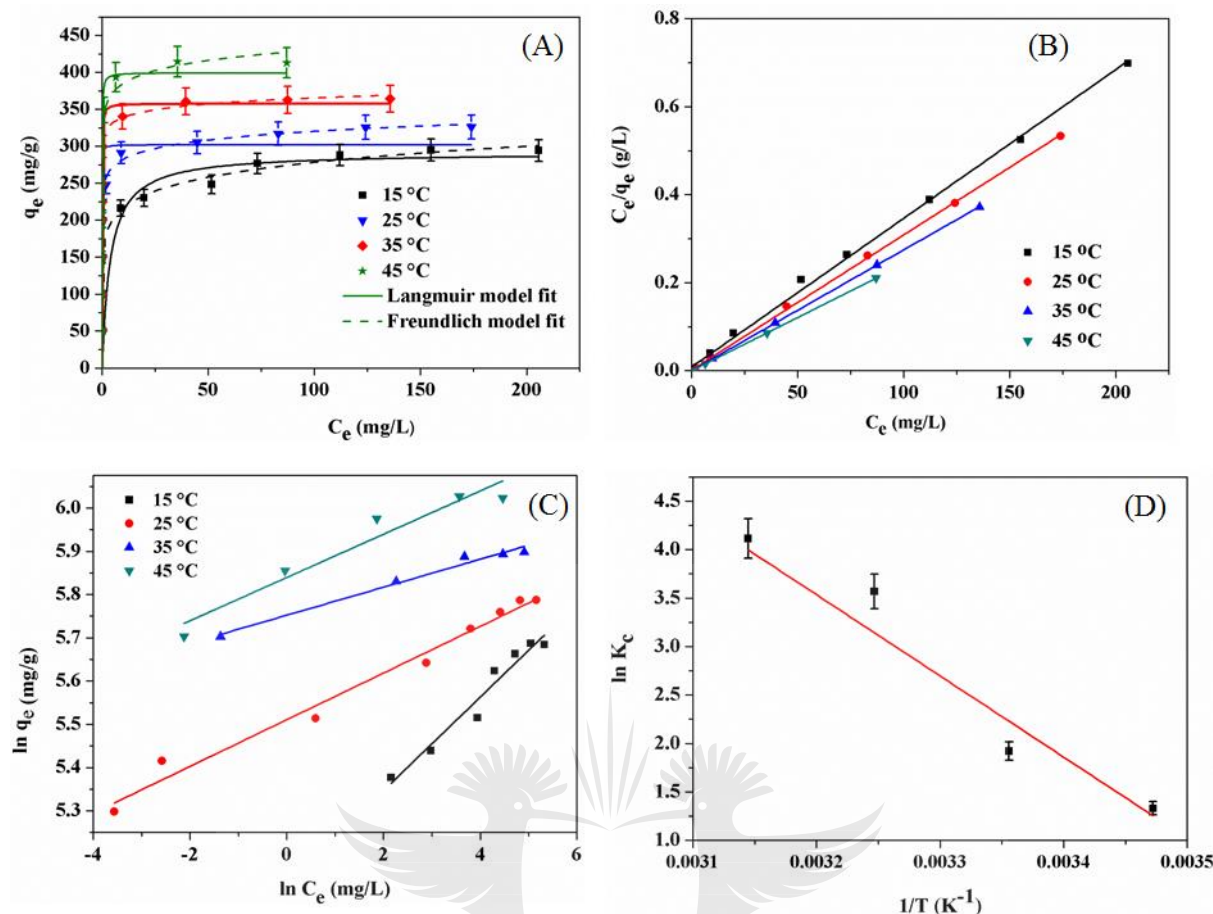 (A)
450
400
350
300
250
200
150
100
50
0
qe (mg/g)
15 °C
25 °C
35 °C
45 °C
Langmuir model fit
Freundlich model fit
0 50 100 150 200
Ce (mg/L)
(B)
0.8
0.6
0.4
0.2
0.0
Ce/qe (g/L)
15 °C
25 °C
35 °C
45 °C
0 50 100 150 200
Ce (mg/L)
(C)
15 °C
25 °C
35 °C
45 °C
6.0
5.9
5.8
5.7
5.6
5.5
5.4
5.3
ln qe (mg/g)
-4 -2 0 2 4 6
ln Ce (mg/L)
(D)
4.5
4.0
3.5
3.0
2.5
2.0
1.5
1.0
ln Kc
0.0031 0.0032 0.0033 0.0034 0.0035
1/T (K⁻¹)